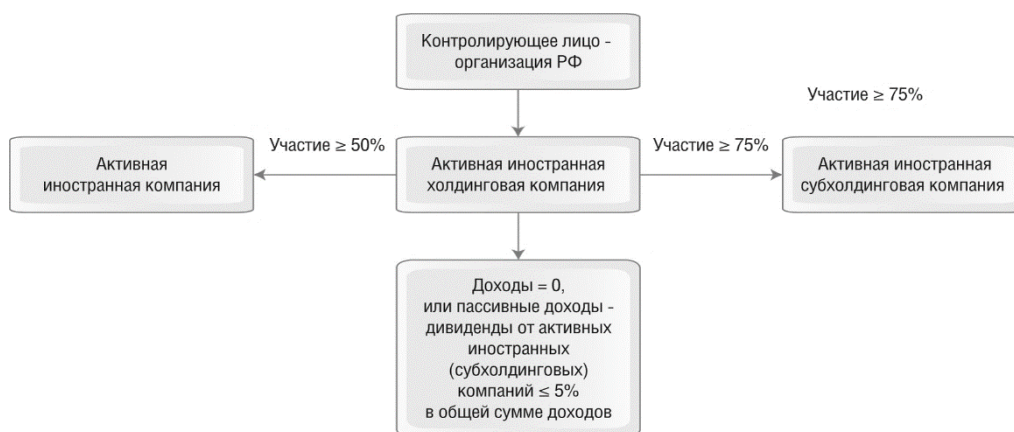 Контролирующее лицо -
организация РФ
Участие ≥ 75%
Участие ≥ 50%
Участие ≥ 75%
Активная
иностранная компания
Активная иностранная
холдинговая компания
Активная иностранная
субхолдинговая компания
Доходы = 0,
или пассивные доходы -
дивиденды от активных
иностранных
(субхолдинговых)
компаний ≤ 5%
в общей сумме доходов